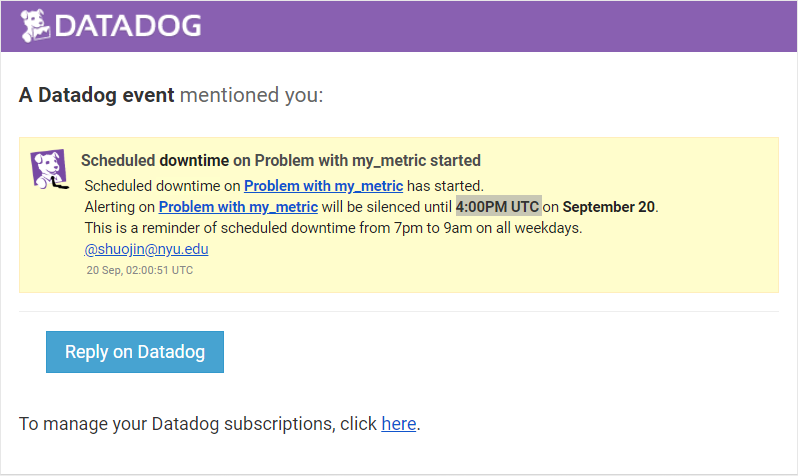 DATADOG
A Datadog event mentioned you:
Scheduled downtime on Problem with my_metric started
Scheduled downtime on Problem with my_metric has started.
Alerting on Problem with my_metric will be silenced until 4:00PM UTC on September 20.
This is a reminder of scheduled downtime from 7pm to 9am on all weekdays.
@shuojin@nyu.edu
20 Sep, 02:00:51 UTC
Reply on Datadog
To manage your Datadog subscriptions, click here.